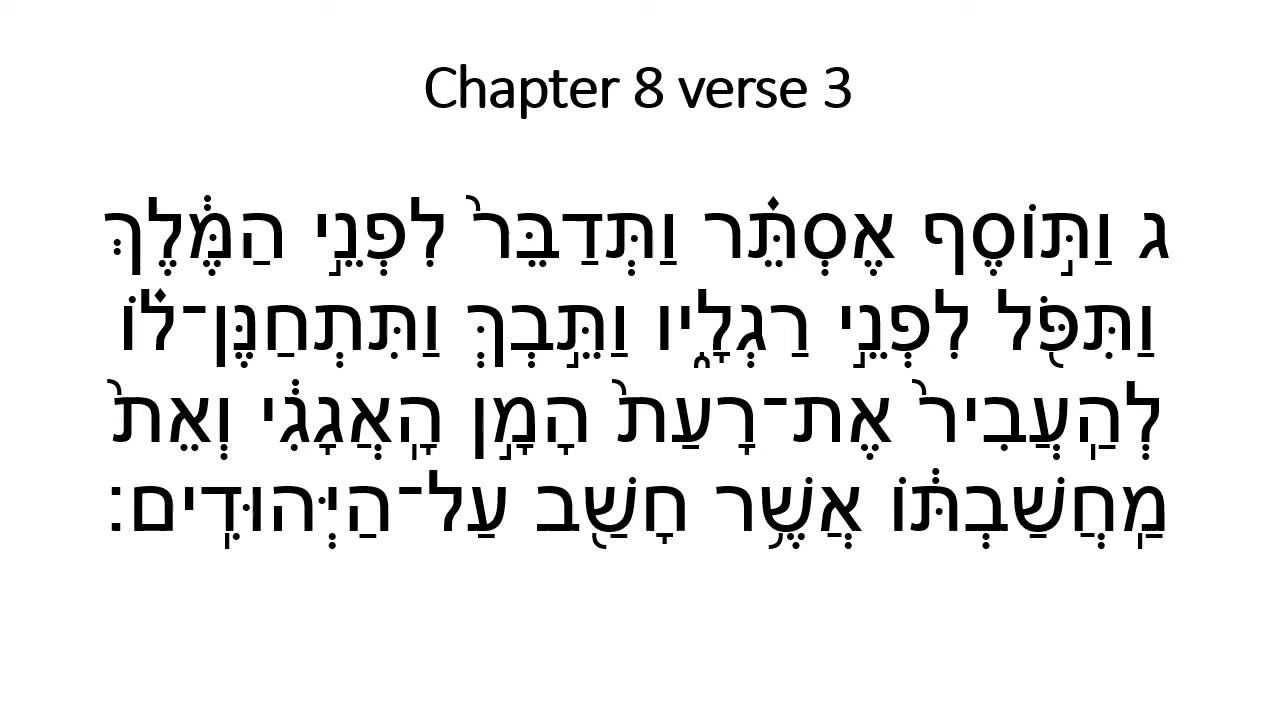 Chapter 8 verse 3
ג וַתּ֣וֹסֶף אֶסְתֵּ֗ר וַתְּדַבֵּר֙ לִפְנֵ֣י הַמֶּ֔לֶךְ
וַתִּפֹּ֖ל לִפְנֵ֣י רַגְלָ֑יו וַתֵּ֣בְךְּ וַתִּתְחַנֶּן־ל֗וֹ
לְהַֽעֲבִיר֙ אֶת־רָעַת֙ הָמָ֣ן הָֽאֲגָגִ֔י וְאֵת֙
מַֽחֲשַׁבְתּ֔וֹ אֲשֶׁ֥ר חָשַׁ֖ב עַל־הַיְּהוּדִֽים׃